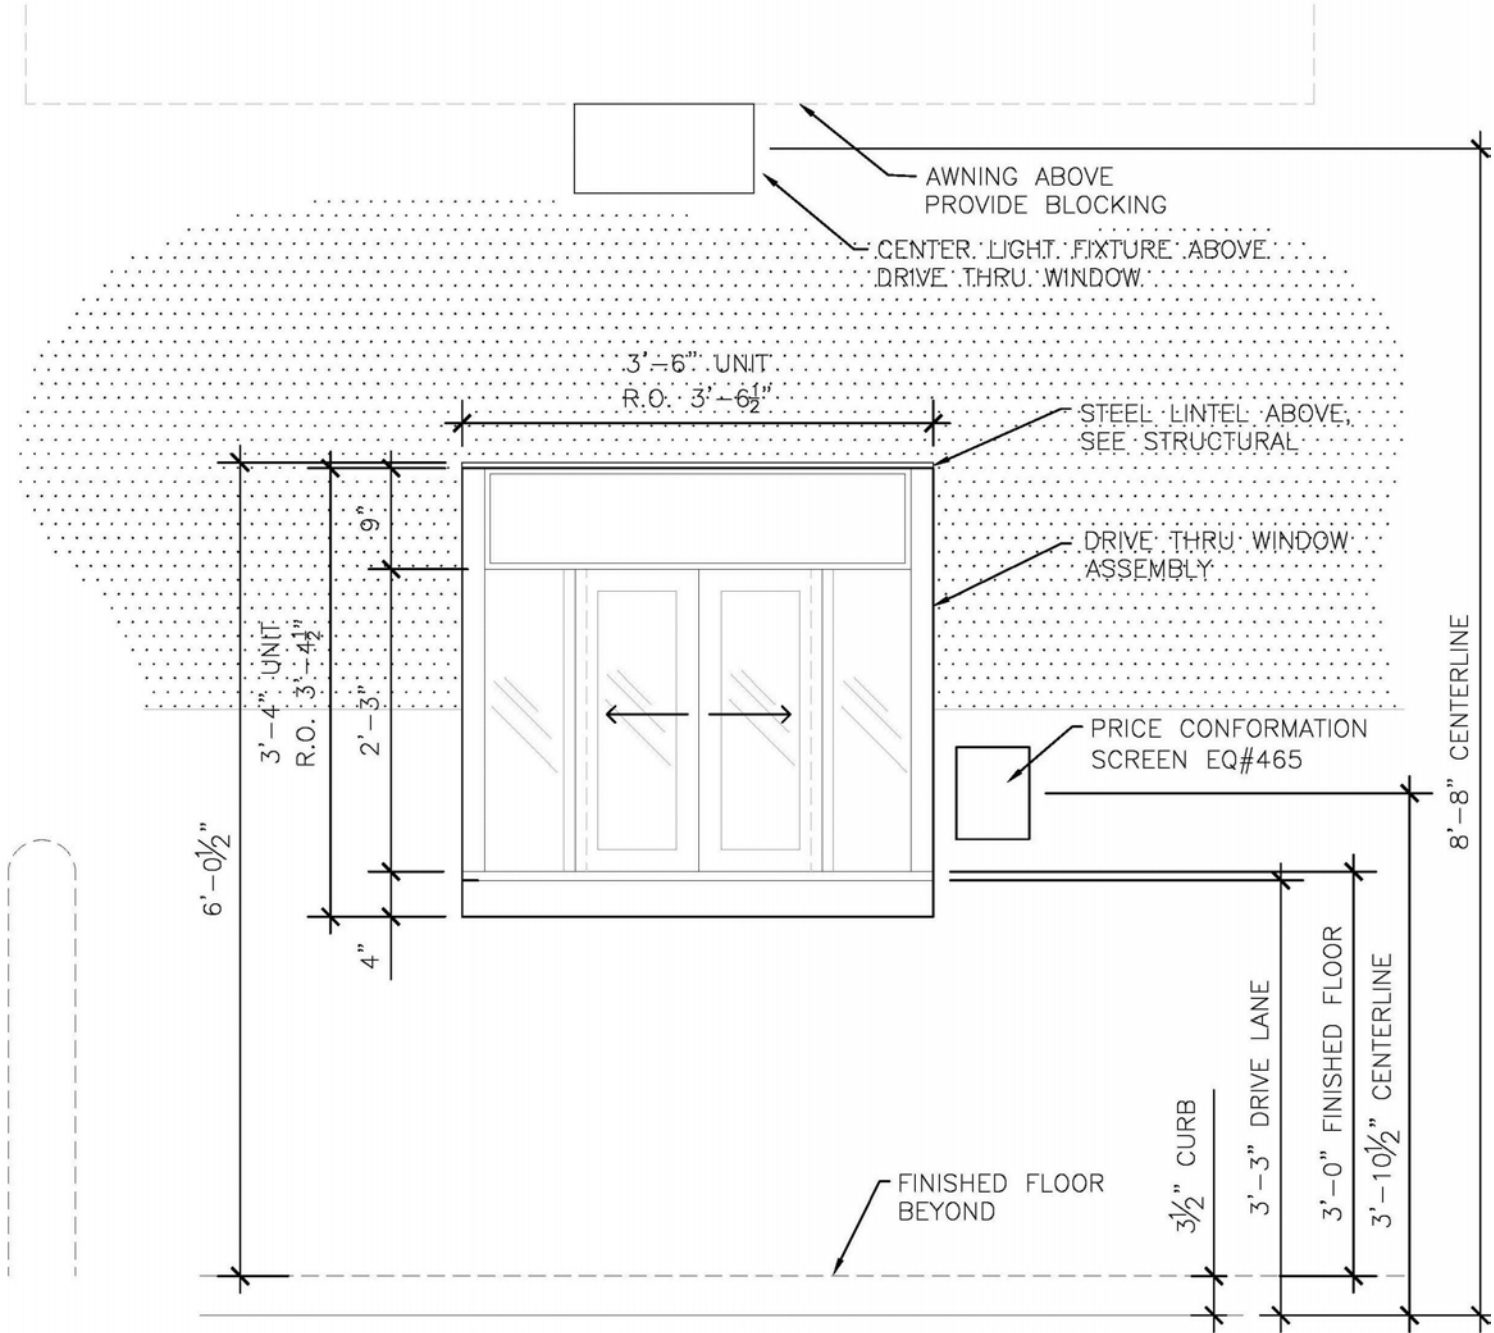 AWNING ABOVE
PROVIDE BLOCKING
CENTER LIGHT FIXTURE ABOVE
DRIVE THRU WINDOW
3'-6" UNIT
R.O. 3'-6½"
STEEL LINTEL ABOVE,
SEE STRUCTURAL
9"
DRIVE THRU WINDOW
ASSEMBLY
3'-4" UNIT
R.O. 3'-4½"
2'-3"
PRICE CONFORMATION
SCREEN EQ#465
8'-8" CENTERLINE
6'-0½"
4"
3½" CURB
3'-3" DRIVE LANE
3'-0" FINISHED FLOOR
3'-10½" CENTERLINE
FINISHED FLOOR
BEYOND